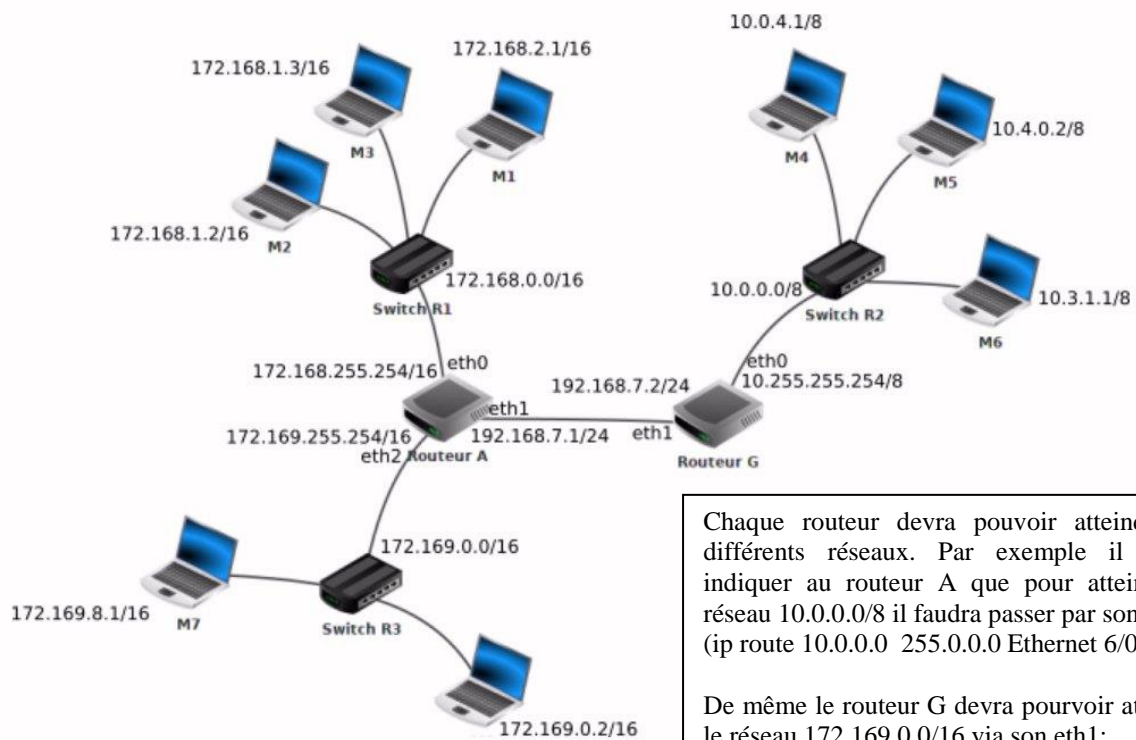 10.0.4.1/8
172.168.2.1/16
172.168.1.3/16
10.4.0.2/8
M3
M4
M1
M5
172.168.1.2/16
M2
172.168.0.0/16
10.0.0.0/8
10.3.1.1/8
Switch R1
Switch R2
M6
eth0
eth0
172.168.255.254/16
192.168.7.2/24
10.255.255.254/8
eth1
172.169.255.254/16
192.168.7.1/24
eth1
eth2
Routeur A
Routeur G
172.169.0.0/16
172.169.8.1/16
M7
Switch R3
172.169.0.2/16
Chaque routeur devra pouvoir
différents réseaux. Par exemple il
indiquer au routeur A que pour
réseau 10.0.0.0/8 il faudra passer par son
(ip route 10.0.0.0 255.0.0.0 Ethernet 6/0
De même le routeur G devra pourvoir
le réseau 172.169.0.0/16 via son eth1: